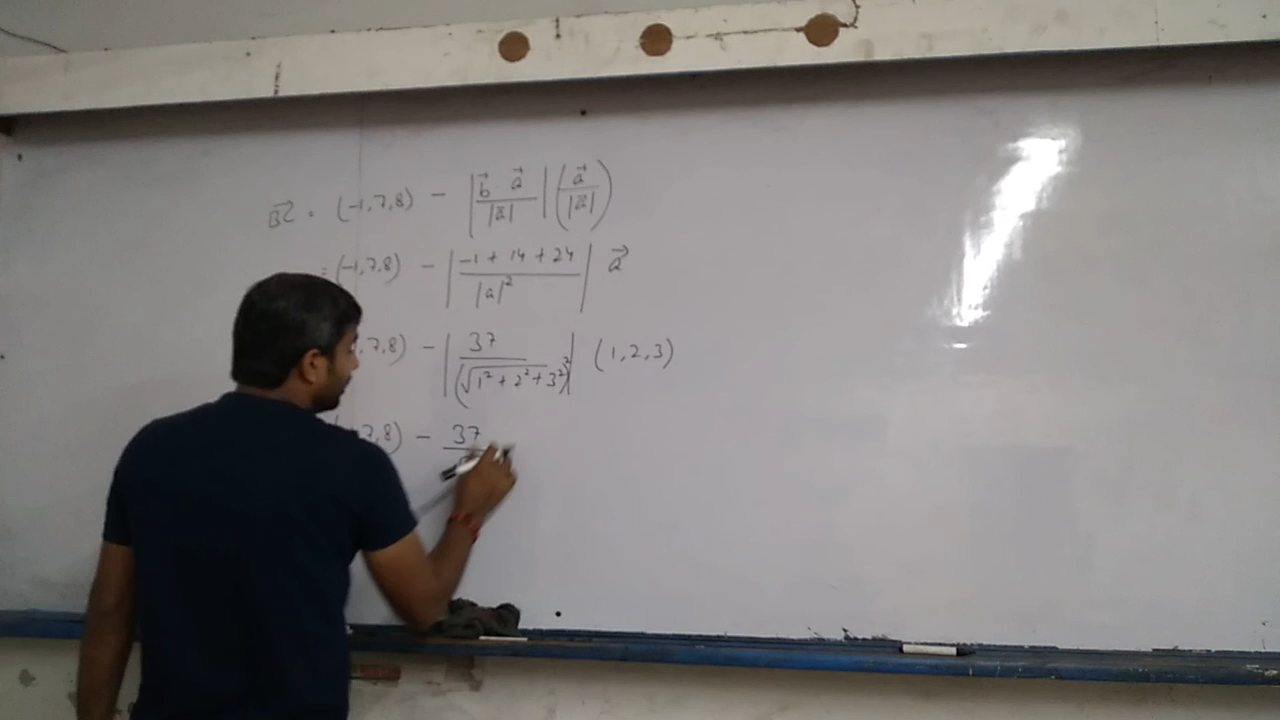 BC⃗ = (-1,7,8) - |b⃗ · a⃗ / |a⃗|| (a⃗ / |a⃗|)
= (-1,7,8) - |-1 + 14 + 24 / |a|²| a⃗
,7,8) - |37 / (√1² + 2² + 3²)²| (1,2,3)
,7,8) - 37